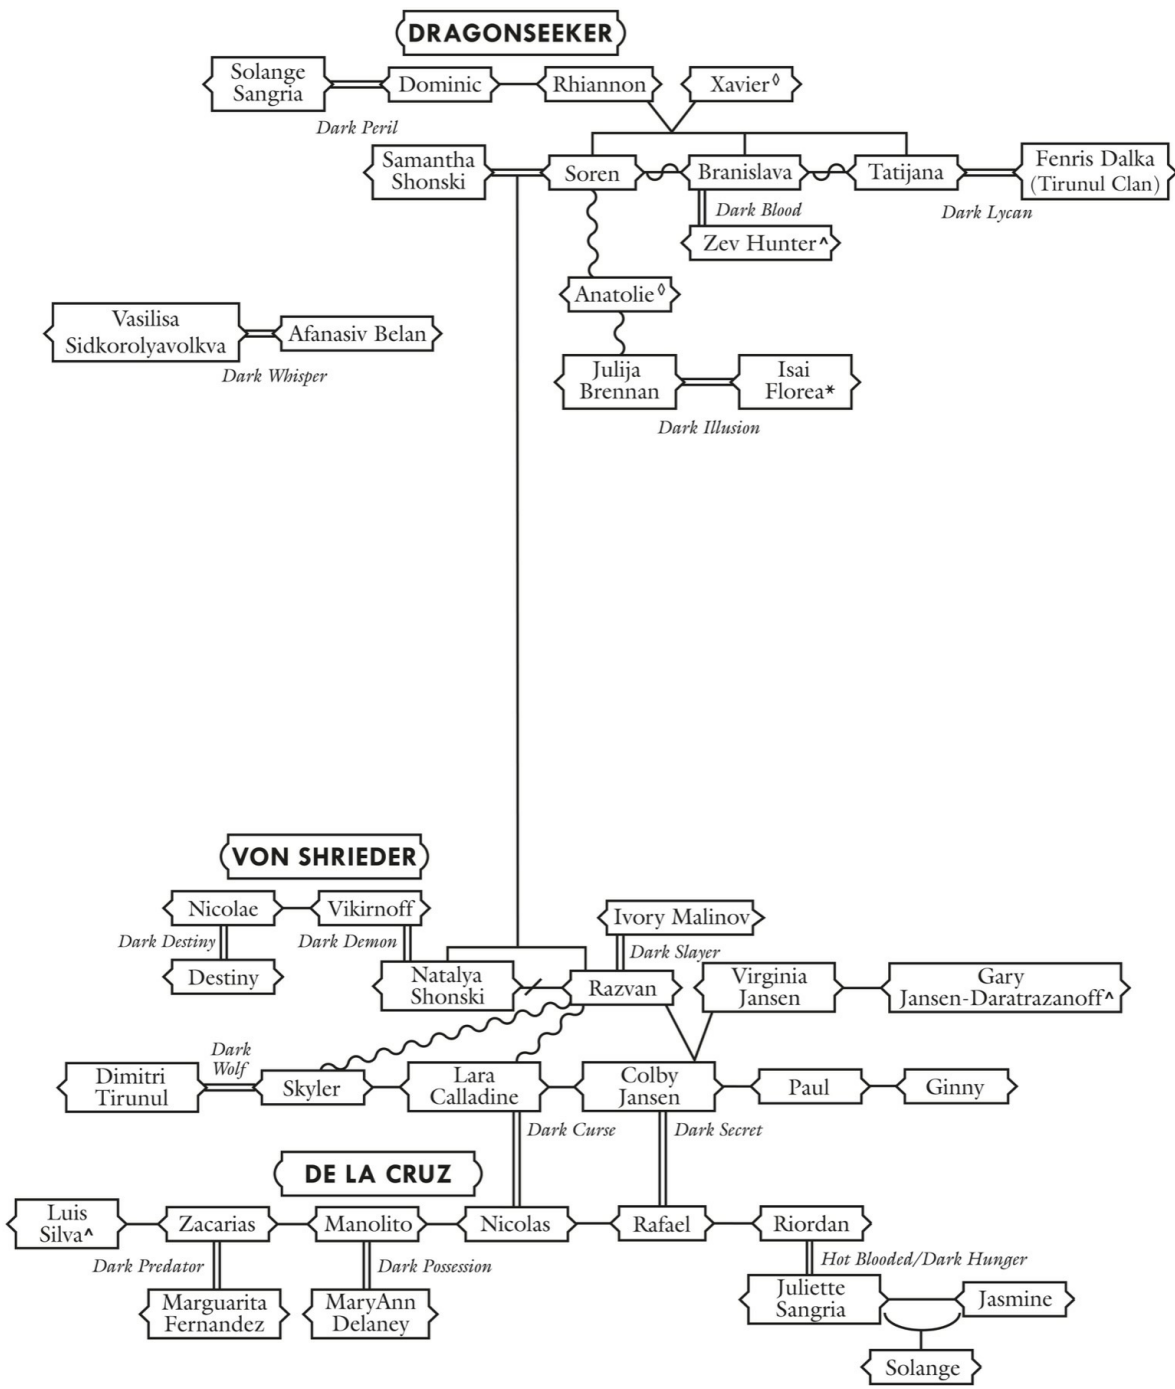 DRAGONSEEKER
Solange
Sangria
Dominic
Rhiannon
Xavier◊
Dark Peril
Samantha
Shonski
Soren
Branislava
Tatijana
Fenris Dalka
(Tirunul Clan)
Dark Blood
Dark Lycan
Zev Hunter^
Anatolie◊
Vasilisa
Sidkorolyavolkva
Afanasiv Belan
Dark Whisper
Julija
Brennan
Isai
Florea*
Dark Illusion
VON SHRIEDER
Nicolae
Vikirnoff
Ivory Malinov
Dark Destiny
Dark Demon
Dark Slayer
Destiny
Natalya
Shonski
Razvan
Virginia
Jansen
Gary
Jansen-Daratrazanoff^
Dark
Wolf
Dimitri
Tirunul
Skyler
Lara
Calladine
Colby
Jansen
Paul
Ginny
Dark Curse
Dark Secret
DE LA CRUZ
Luis
Silva^
Zacarias
Manolito
Nicolas
Rafael
Riordan
Dark Predator
Dark Possession
Hot Blooded/Dark Hunger
Marguarita
Fernandez
MaryAnn
Delaney
Juliette
Sangria
Jasmine
Solange